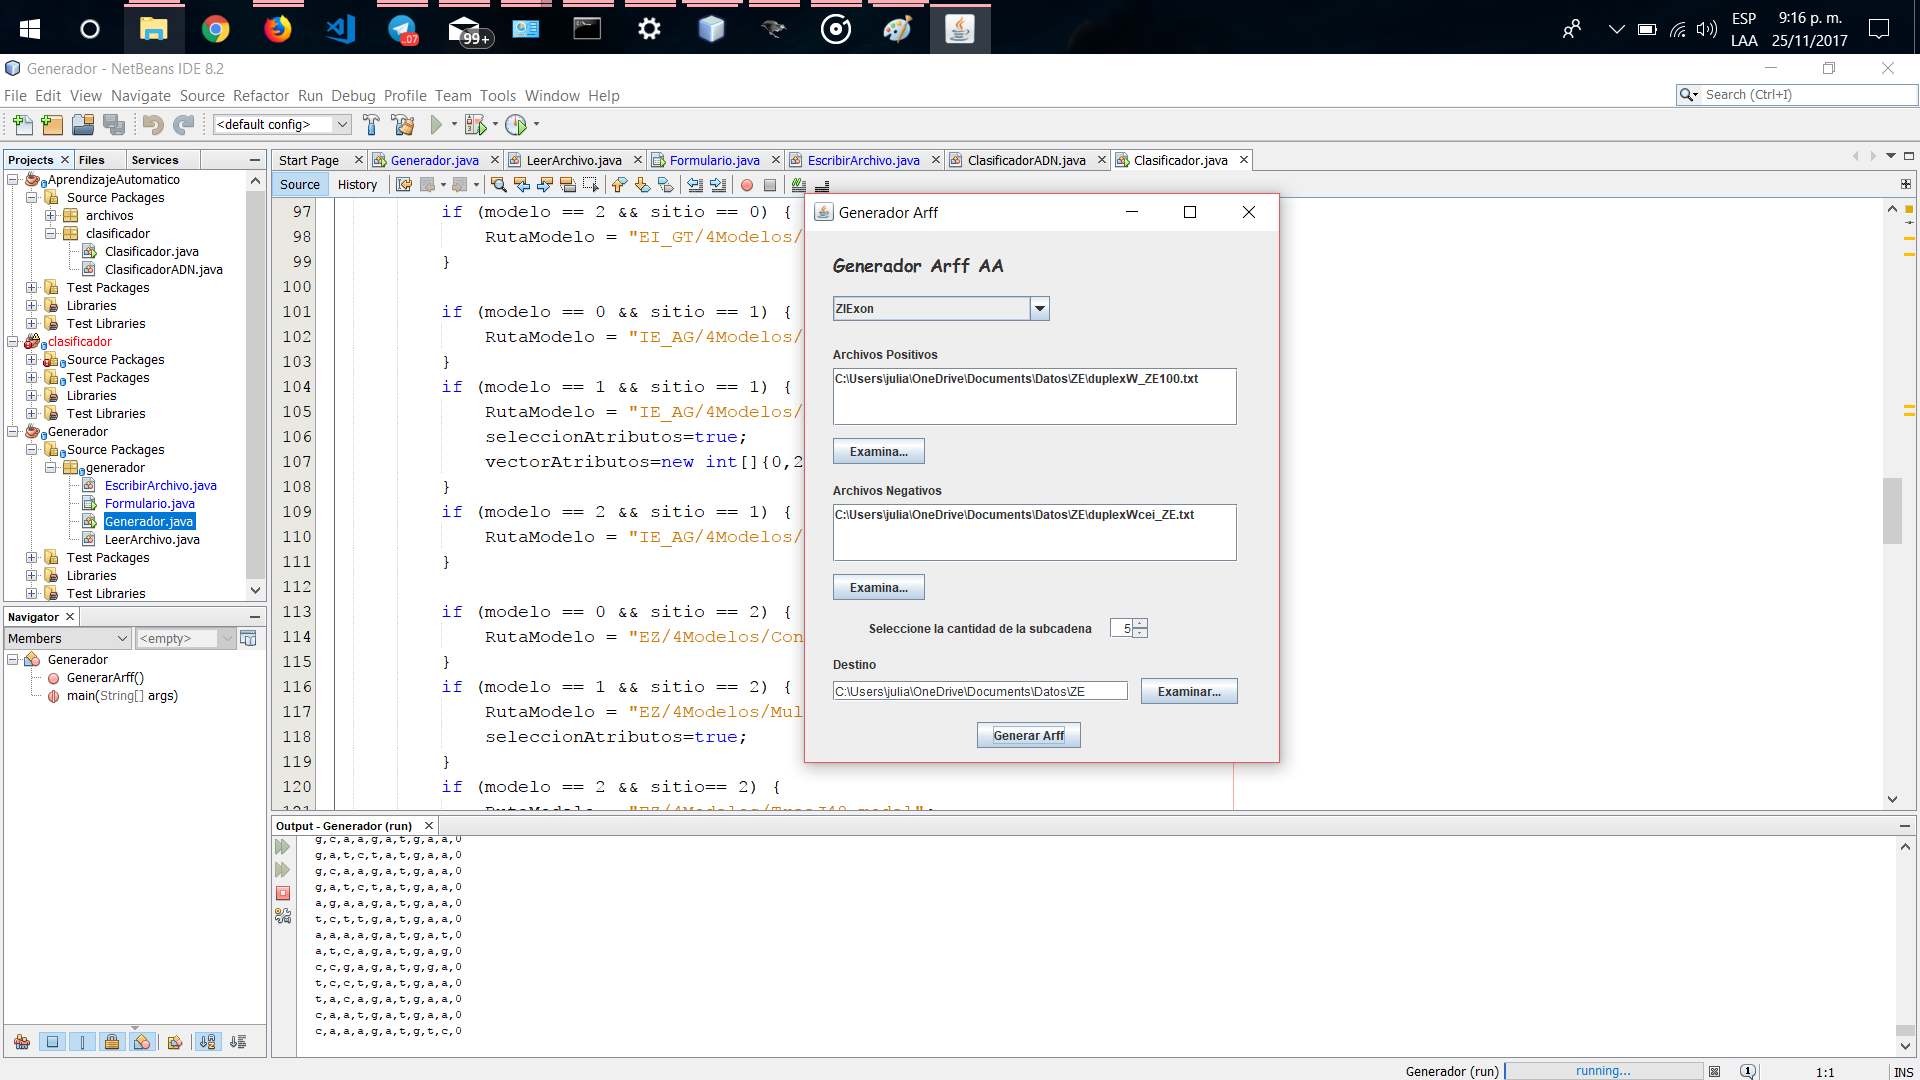 99+
.07
ESP
LAA
9:16 p. m.
25/11/2017
Generador - NetBeans IDE 8.2
File Edit View Navigate Source Refactor Run Debug Profile Team Tools Window Help
Search (Ctrl+I)
<default config>
Projects Files Services
AprendizajeAutomatico
Source Packages
archivos
clasificador
Clasificador.java
ClasificadorADN.java
Test Packages
Libraries
Test Libraries
clasificador
Source Packages
Test Packages
Libraries
Test Libraries
Generador
Source Packages
generador
EscribirArchivo.java
Formulario.java
Generador.java
LeerArchivo.java
Test Packages
Libraries
Test Libraries
Navigator
Members <empty>
Generador
GenerarArff()
main(String[] args)
Start Page Generador.java LeerArchivo.java Formulario.java EscribirArchivo.java ClasificadorADN.java Clasificador.java
Source History
97 if (modelo == 2 && sitio == 0) {
98 RutaModelo = "EI_GT/4Modelos/
99 }
100
101 if (modelo == 0 && sitio == 1) {
102 RutaModelo = "IE_AG/4Modelos/
103 }
104 if (modelo == 1 && sitio == 1) {
105 RutaModelo = "IE_AG/4Modelos/
106 seleccionAtributos=true;
107 vectorAtributos=new int[]{0,2
108 }
109 if (modelo == 2 && sitio == 1) {
110 RutaModelo = "IE_AG/4Modelos/
111 }
112
113 if (modelo == 0 && sitio == 2) {
114 RutaModelo = "EZ/4Modelos/Con
115 }
116 if (modelo == 1 && sitio == 2) {
117 RutaModelo = "EZ/4Modelos/Mul
118 seleccionAtributos=true;
119 }
120 if (modelo == 2 && sitio== 2) {
121 RutaModelo = "EZ/4Modelos/TreeJ48.model";
Generador Arff
Generador Arff AA
ZIExon
Archivos Positivos
C:\Users\julia\OneDrive\Documents\Datos\ZE\duplexW_ZE100.txt
Examina...
Archivos Negativos
C:\Users\julia\OneDrive\Documents\Datos\ZE\duplexWcei_ZE.txt
Examina...
Seleccione la cantidad de la subcadena 5
Destino
C:\Users\julia\OneDrive\Documents\Datos\ZE Examinar...
Generar Arff
Output - Generador (run)
g,c,a,a,g,a,t,g,a,a,0
g,a,t,c,t,a,t,g,a,a,0
g,c,a,a,g,a,t,g,a,a,0
g,a,t,c,t,a,t,g,a,a,0
a,g,a,a,g,a,t,g,a,a,0
t,c,t,t,g,a,t,g,a,a,0
a,a,a,a,g,a,t,g,a,t,0
a,t,c,a,g,a,t,g,a,g,0
c,c,g,a,g,a,t,g,g,a,0
t,c,c,t,g,a,t,g,a,a,0
t,a,c,a,g,a,t,g,a,a,0
c,a,a,t,g,a,t,g,a,a,0
c,a,a,a,g,a,t,g,t,c,0
Generador (run) running... 1:1 INS